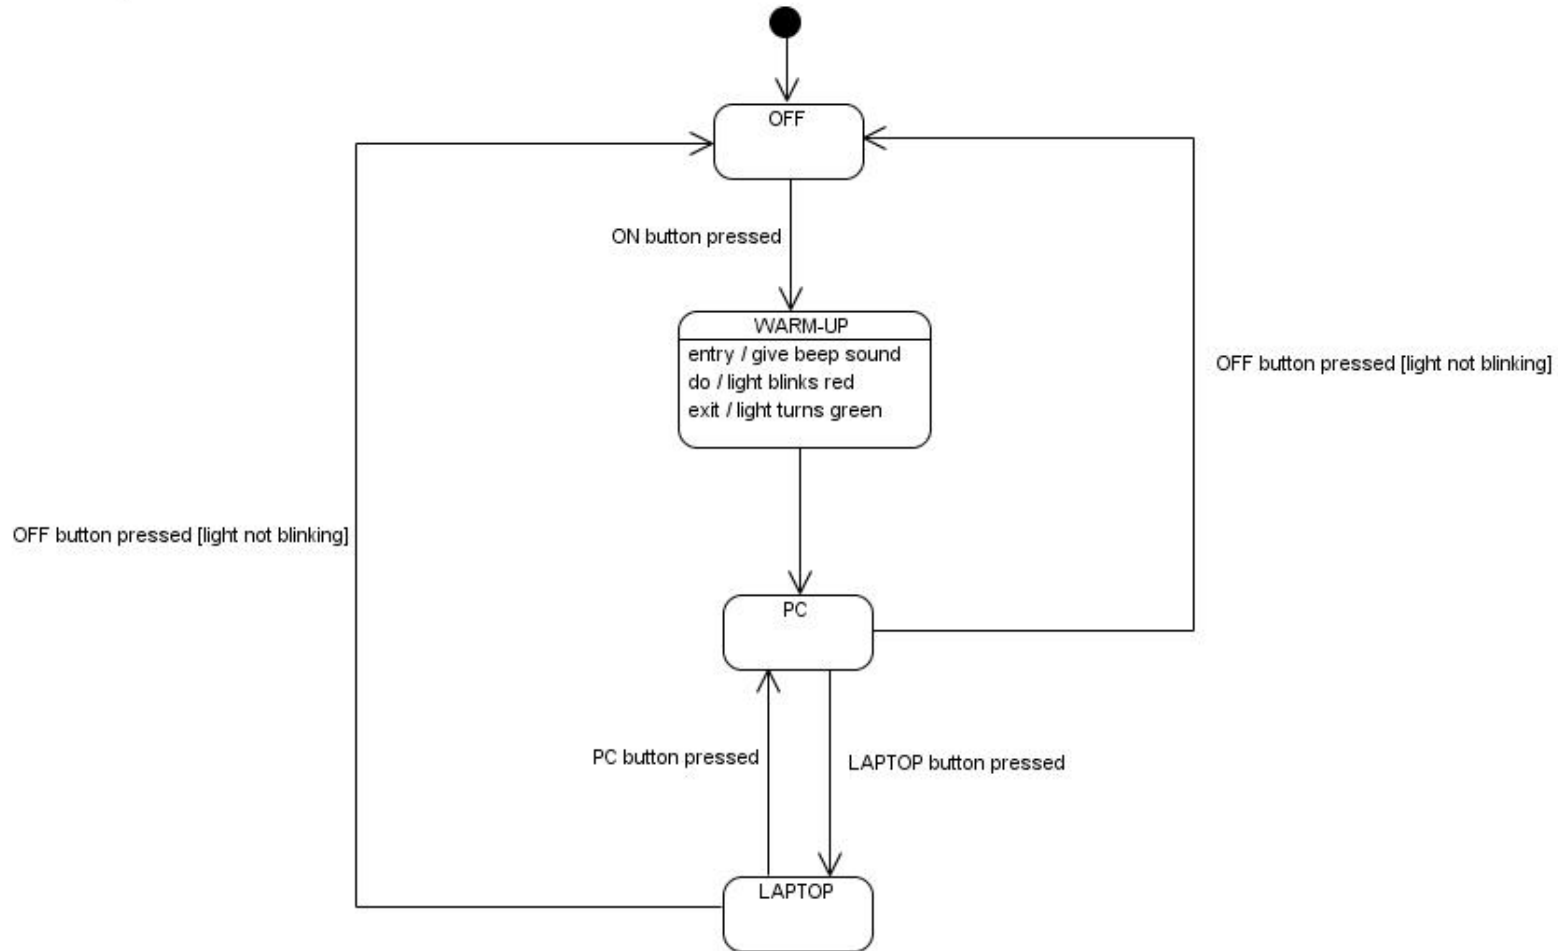 OFF
ON button pressed
WARM-UP
entry / give beep sound
do / light blinks red
exit / light turns green
OFF button pressed [light not blinking]
OFF button pressed [light not blinking]
PC
PC button pressed
LAPTOP button pressed
LAPTOP